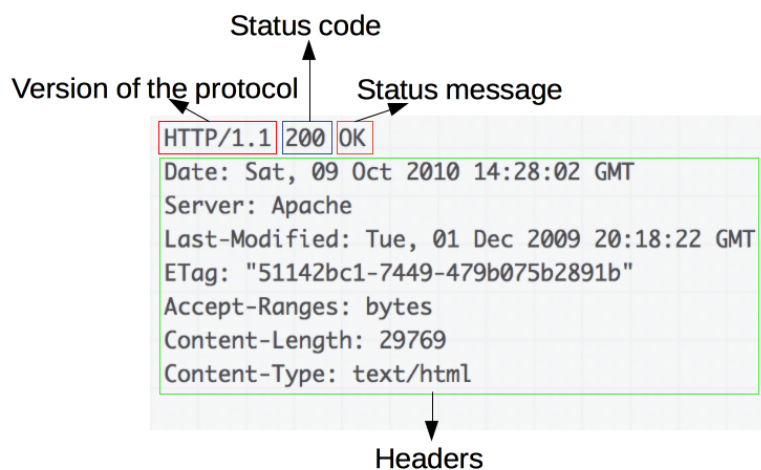 Status code
Version of the protocol
Status message
HTTP/1.1 200 OK
Date: Sat, 09 Oct 2010 14:28:02 GMT
Server: Apache
Last-Modified: Tue, 01 Dec 2009 20:18:22 GMT
ETag: "51142bc1-7449-479b075b2891b"
Accept-Ranges: bytes
Content-Length: 29769
Content-Type: text/html
Headers